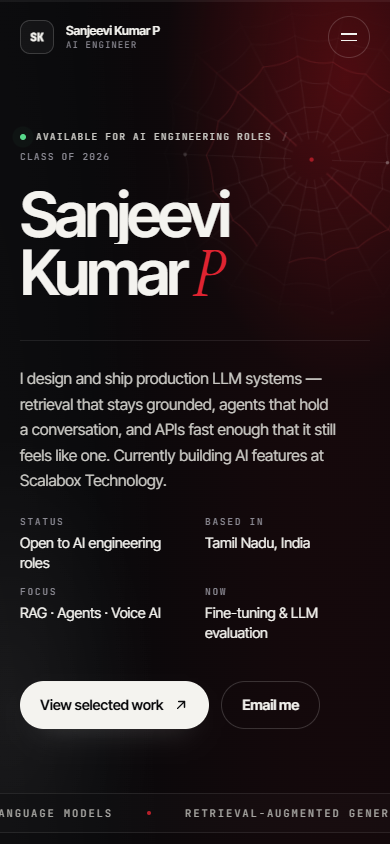 SK
Sanjeevi Kumar P
AI ENGINEER
AVAILABLE FOR AI ENGINEERING ROLES /
CLASS OF 2026
Sanjeevi
Kumar P
I design and ship production LLM systems —
retrieval that stays grounded, agents that hold
a conversation, and APIs fast enough that it still
feels like one. Currently building AI features at
Scalabox Technology.
STATUS
Open to AI engineering
roles
BASED IN
Tamil Nadu, India
FOCUS
RAG · Agents · Voice AI
NOW
Fine-tuning & LLM
evaluation
View selected work ↗
Email me
ANGUAGE MODELS • RETRIEVAL-AUGMENTED GENER